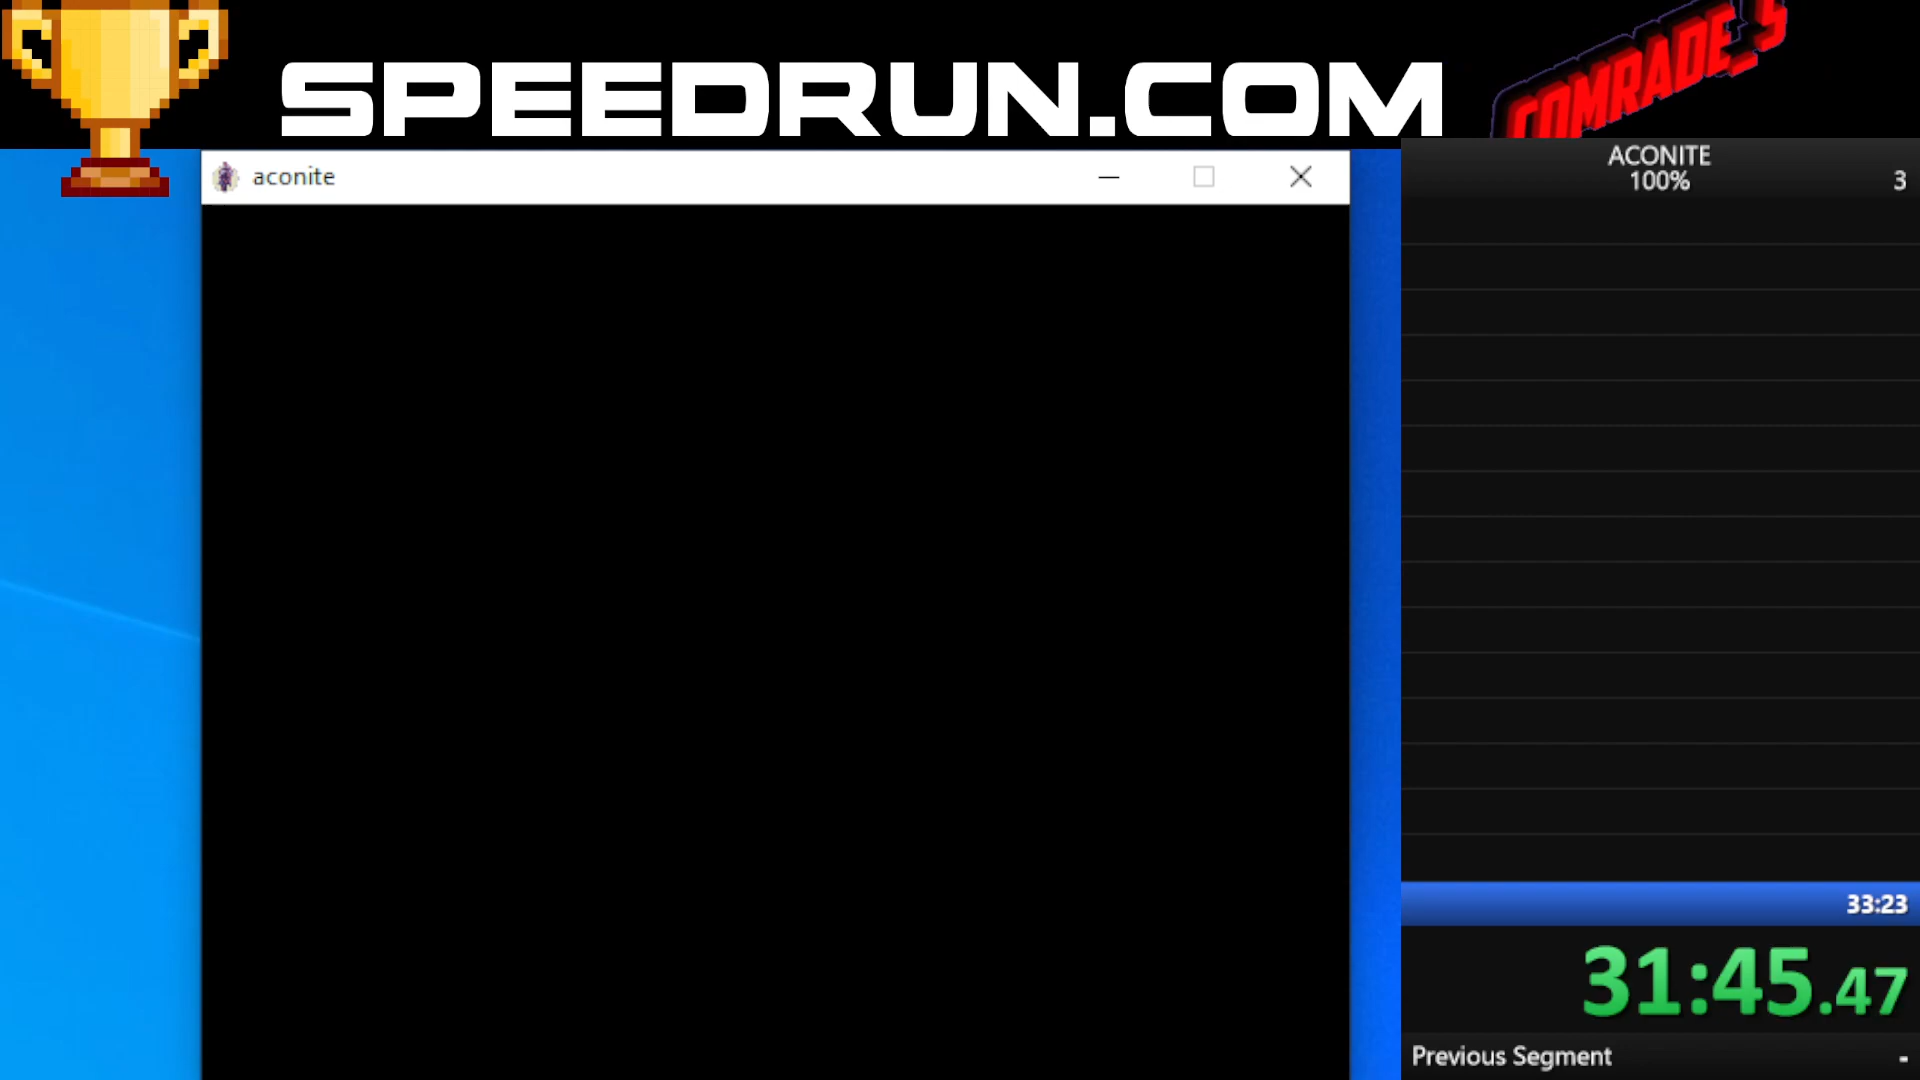 SPEEDRUN.COM
COMRADE_S
aconite
ACONITE
100%
3
33:23
31:45.47
Previous Segment
-